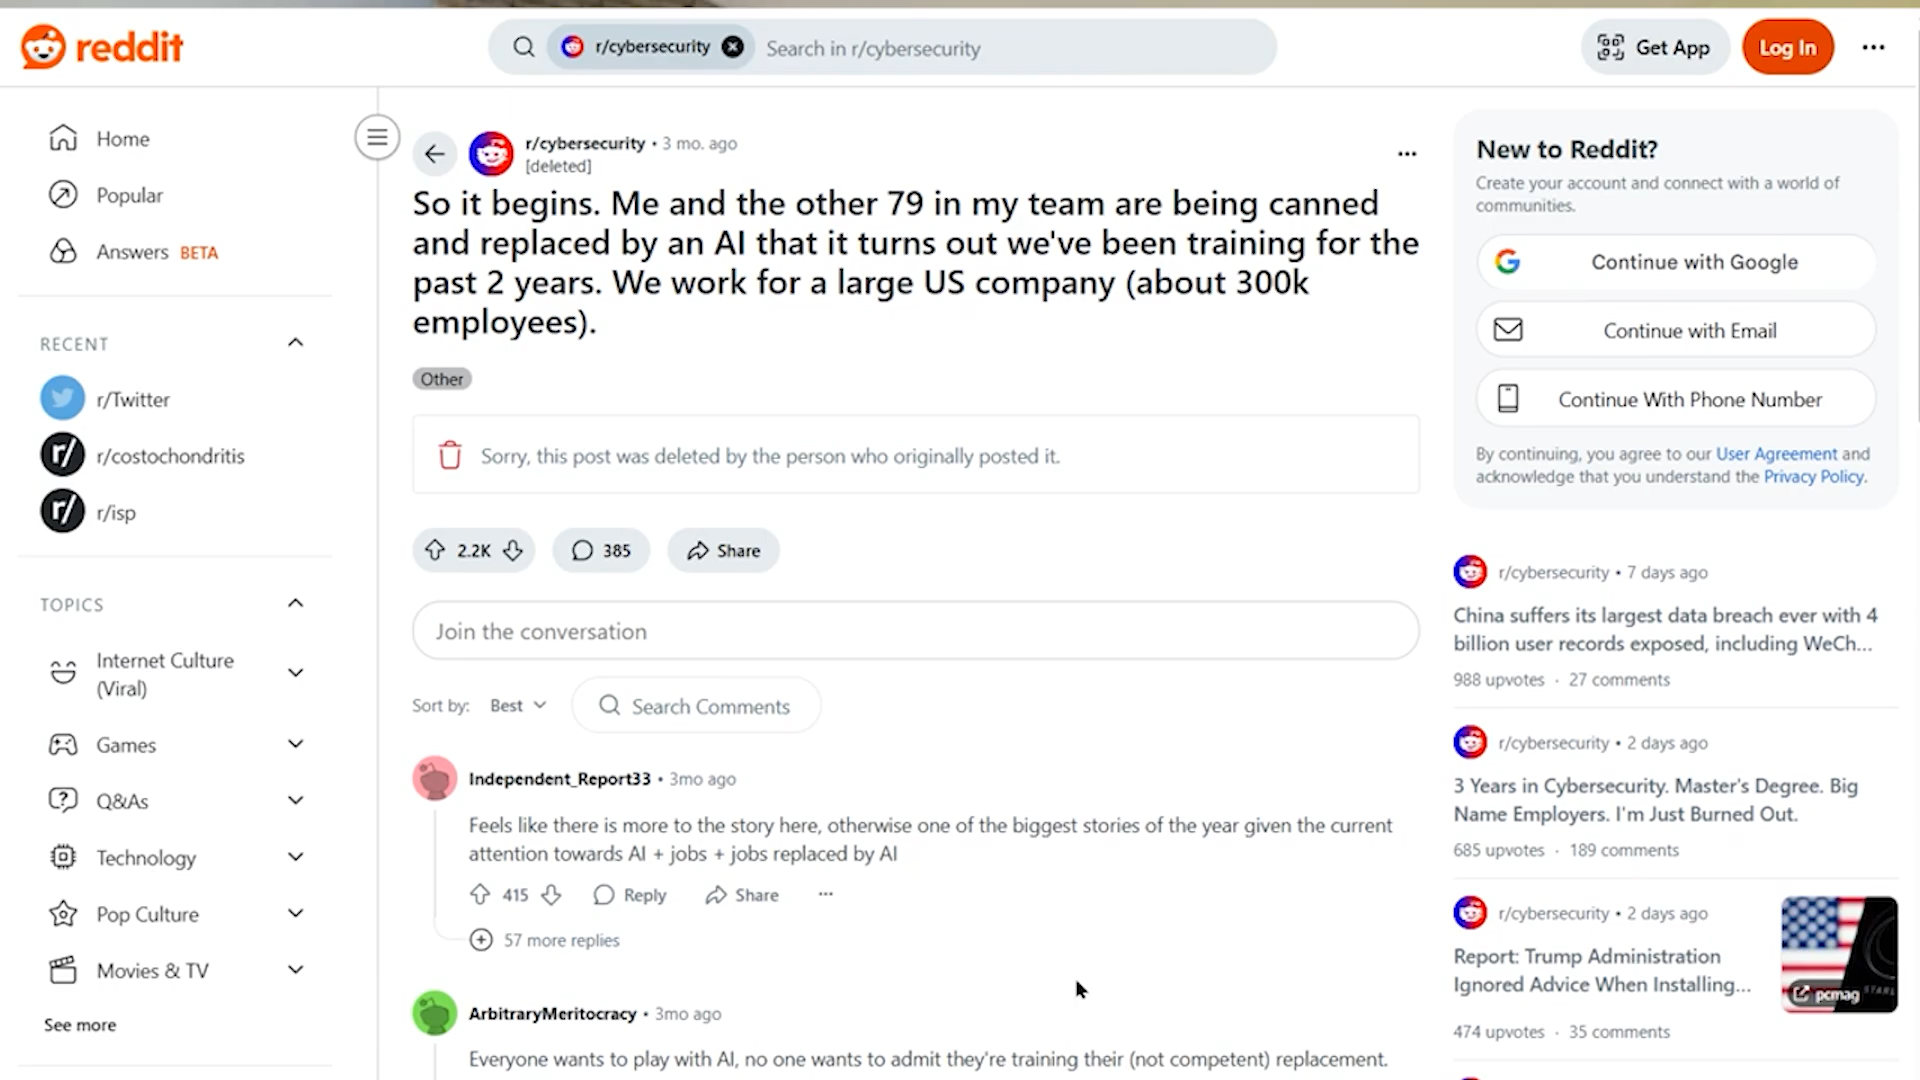 reddit
r/cybersecurity
Search in r/cybersecurity
Get App
Log In
Home
Popular
Answers BETA
RECENT
r/Twitter
r/costochondritis
r/isp
TOPICS
Internet Culture
(Viral)
Games
Q&As
Technology
Pop Culture
Movies & TV
See more
r/cybersecurity • 3 mo. ago
[deleted]
So it begins. Me and the other 79 in my team are being canned
and replaced by an AI that it turns out we've been training for the
past 2 years. We work for a large US company (about 300k
employees).
Other
Sorry, this post was deleted by the person who originally posted it.
2.2K
385
Share
Join the conversation
Sort by: Best
Search Comments
Independent_Report33 • 3mo ago
Feels like there is more to the story here, otherwise one of the biggest stories of the year given the current
attention towards AI + jobs + jobs replaced by AI
415 Reply Share
57 more replies
ArbitraryMeritocracy • 3mo ago
Everyone wants to play with AI, no one wants to admit they're training their (not competent) replacement.
New to Reddit?
Create your account and connect with a world of
communities.
Continue with Google
Continue with Email
Continue With Phone Number
By continuing, you agree to our User Agreement and
acknowledge that you understand the Privacy Policy.
r/cybersecurity • 7 days ago
China suffers its largest data breach ever with 4
billion user records exposed, including WeCh...
988 upvotes · 27 comments
r/cybersecurity • 2 days ago
3 Years in Cybersecurity. Master's Degree. Big
Name Employers. I'm Just Burned Out.
685 upvotes · 189 comments
r/cybersecurity • 2 days ago
Report: Trump Administration
Ignored Advice When Installing...
pcmag
474 upvotes · 35 comments